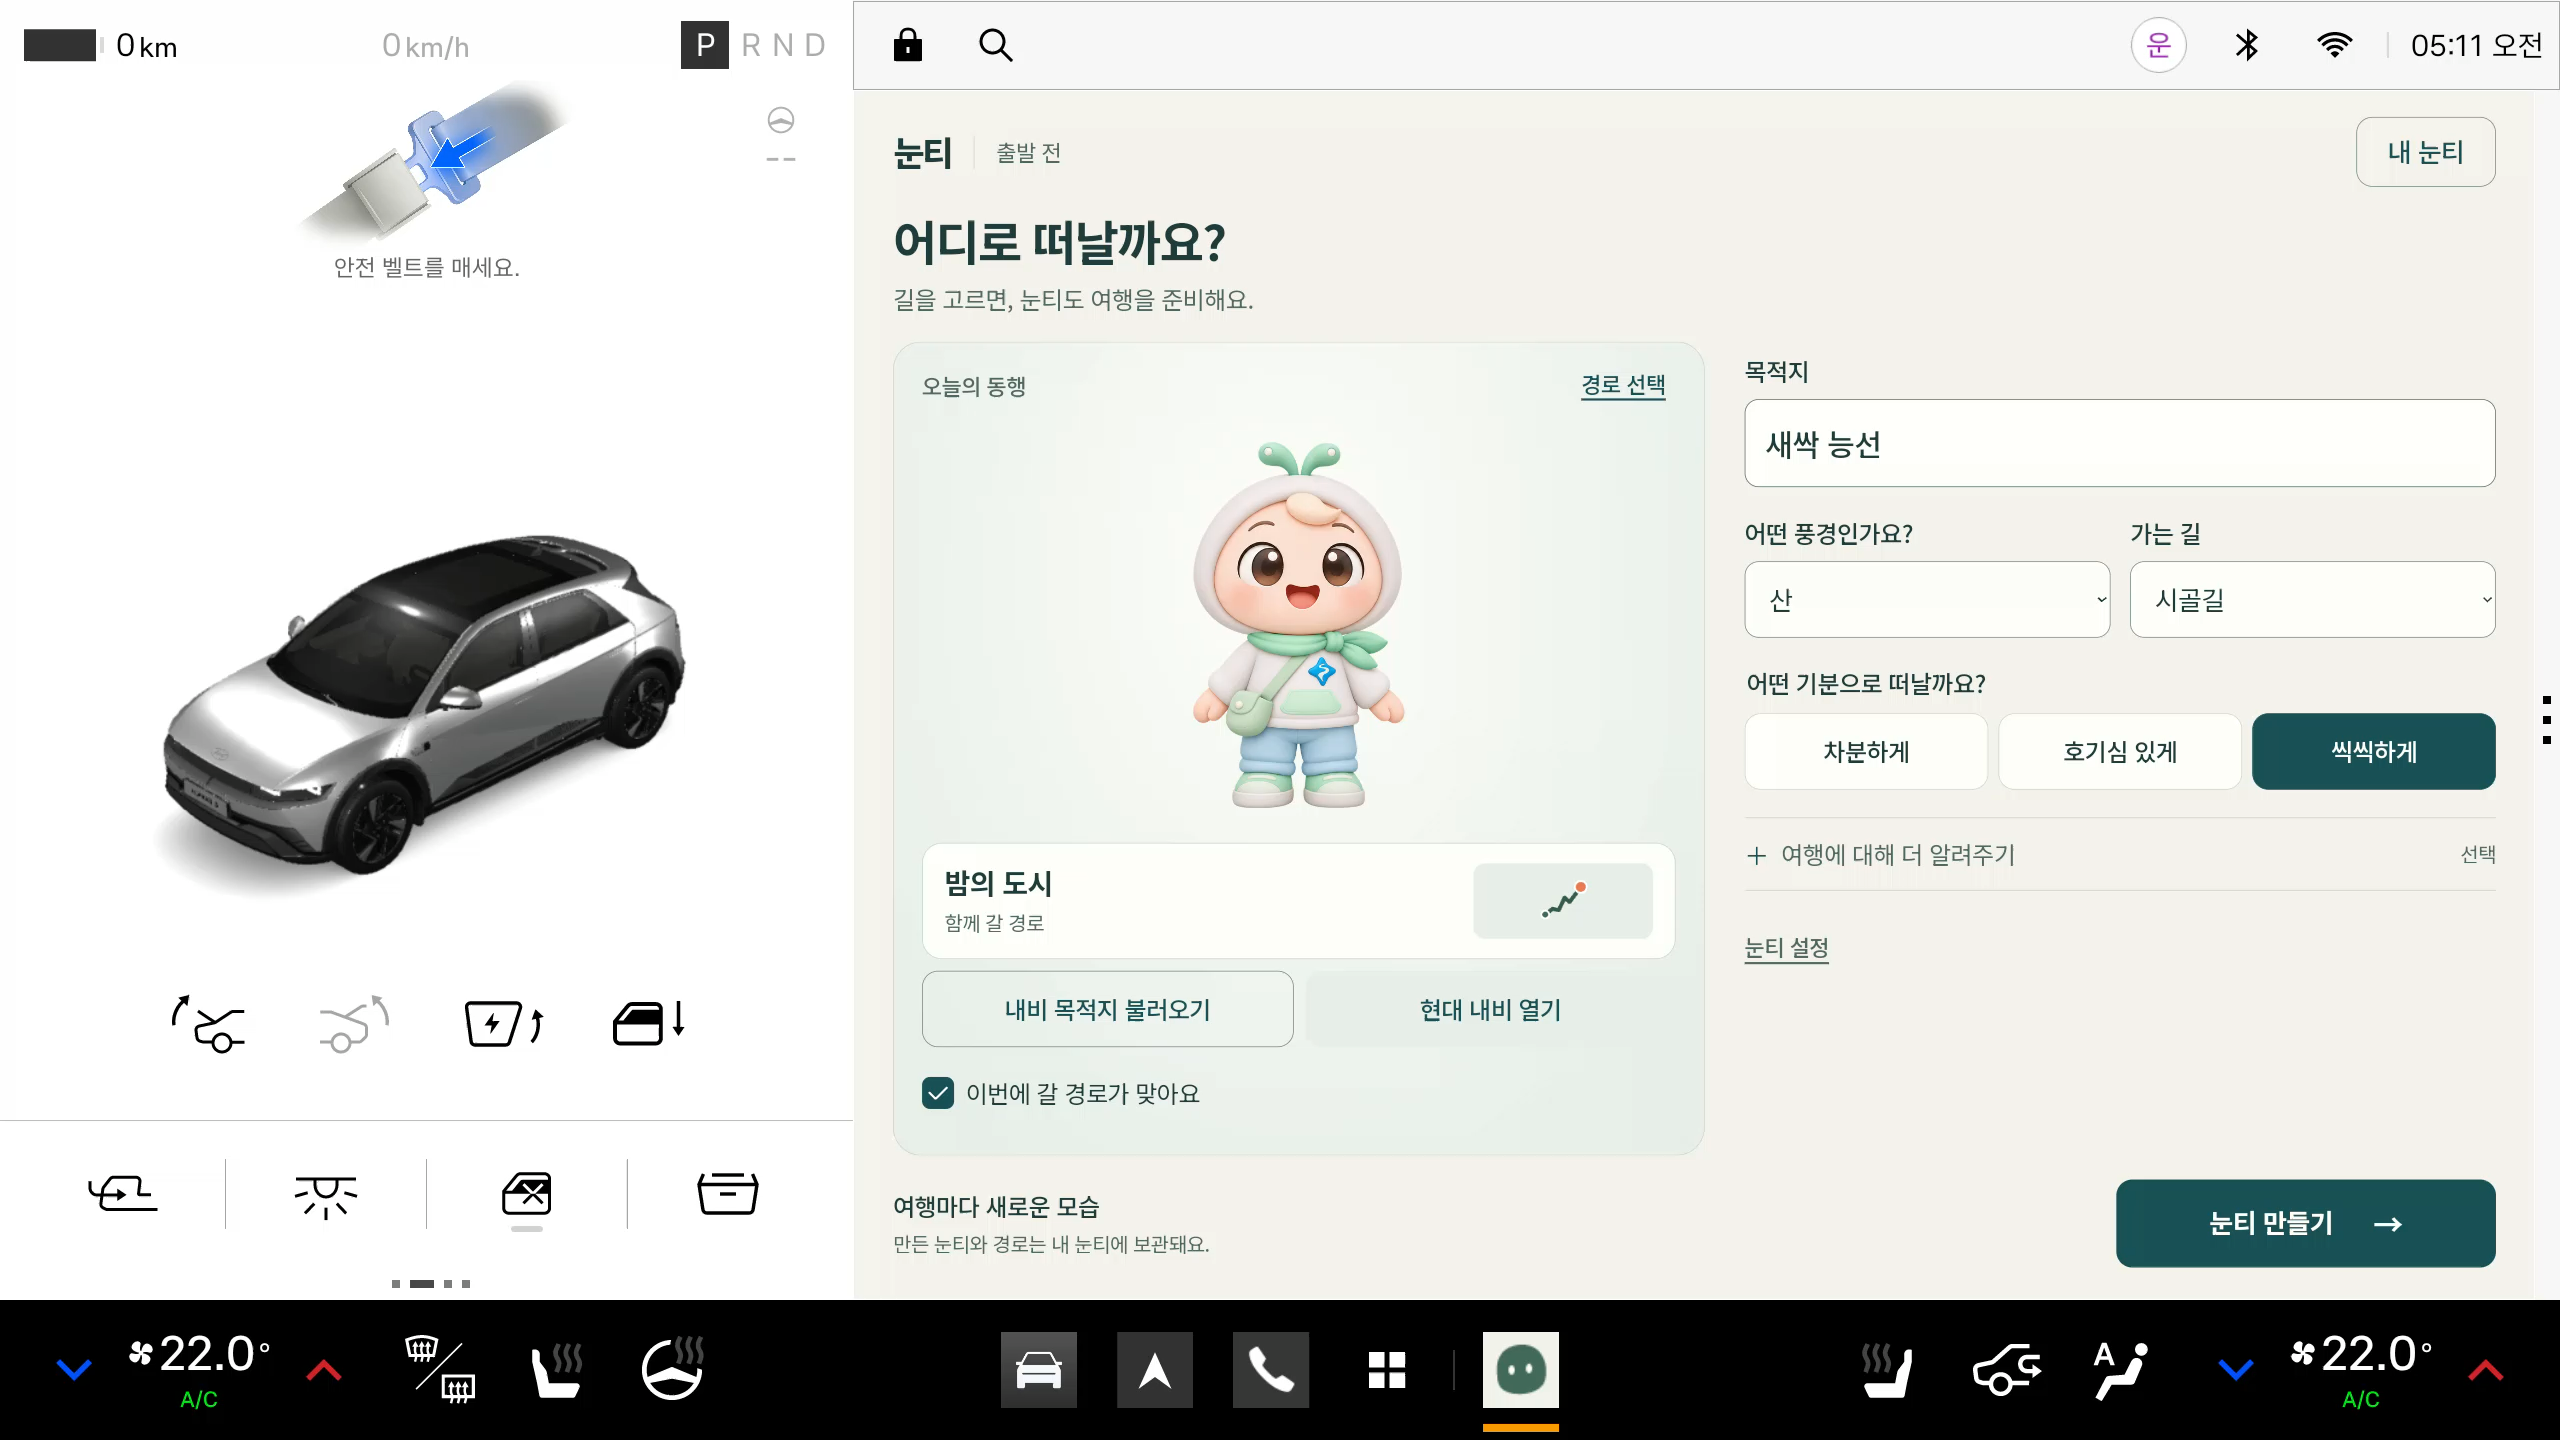 0 km
0 km/h
P R N D
운
05:11 오전
안전 벨트를 매세요.
눈티
출발 전
내 눈티
어디로 떠날까요?
길을 고르면, 눈티도 여행을 준비해요.
오늘의 동행
경로 선택
밤의 도시
함께 갈 경로
내비 목적지 불러오기
현대 내비 열기
이번에 갈 경로가 맞아요
목적지
새싹 능선
어떤 풍경인가요?
가는 길
산
시골길
어떤 기분으로 떠날까요?
차분하게
호기심 있게
씩씩하게
+ 여행에 대해 더 알려주기
선택
눈티 설정
여행마다 새로운 모습
만든 눈티와 경로는 내 눈티에 보관돼요.
눈티 만들기 →
22.0°
A/C
A
22.0°
A/C